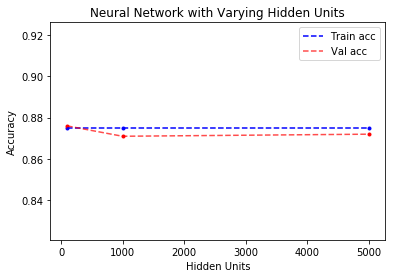 Neural Network with Varying Hidden Units
Train acc
Val acc
0.92
0.90
0.88
0.86
0.84
Accuracy
0
1000
2000
3000
4000
5000
Hidden Units